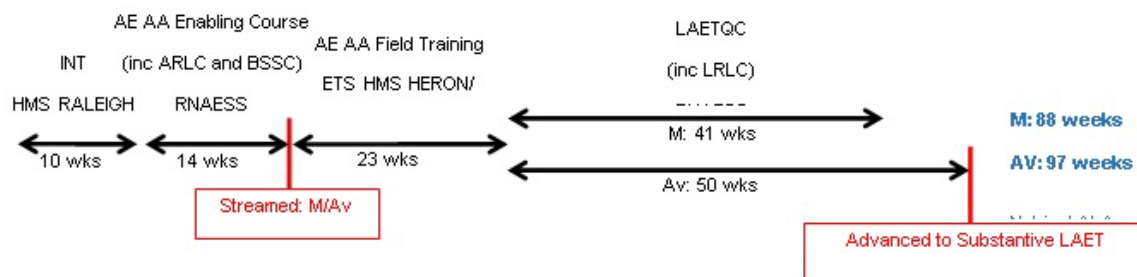 INT
HMS RALEIGH
10 wks
AE AA Enabling Course
(inc ARLC and BSSC)
RNAESS
14 wks
Streamed: M/Av
AE AA Field Training
ETS HMS HERON/
23 wks
LAETQC
(inc LRLC)
M: 41 wks
Av: 50 wks
M: 88 weeks
AV: 97 weeks
Advanced to Substantive LAET